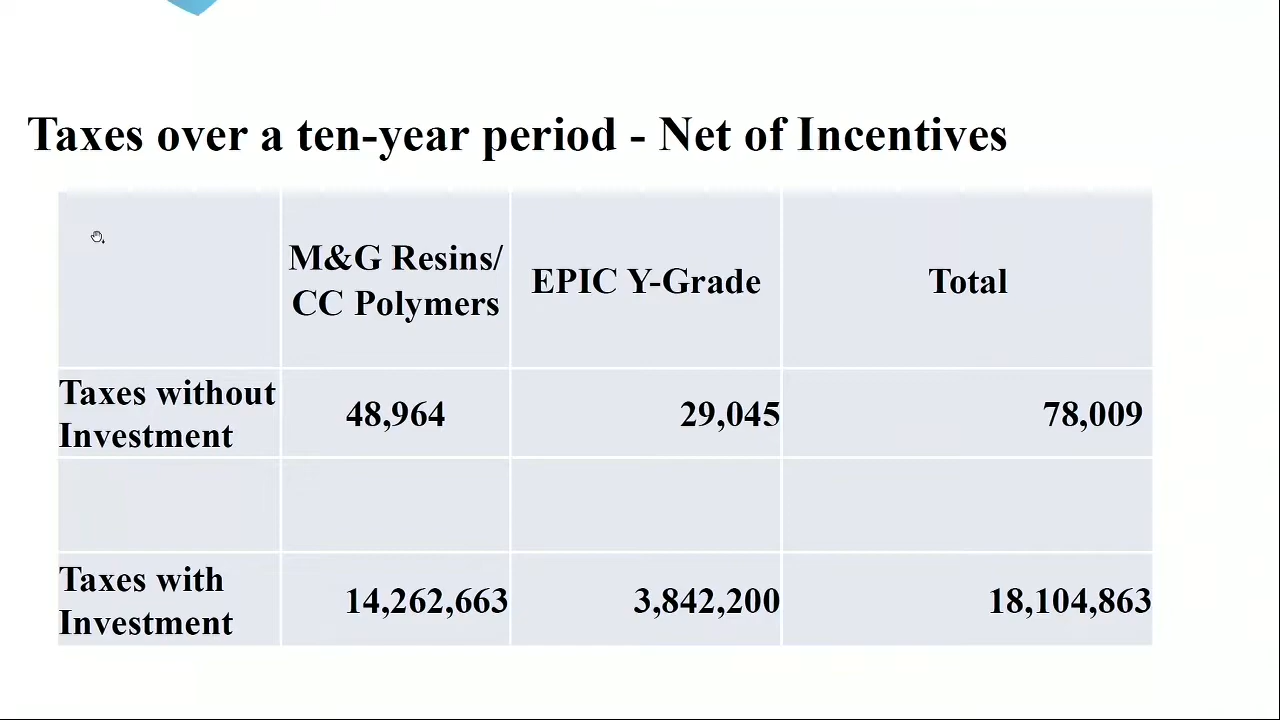 Taxes over a ten-year period - Net of Incentives
M&G Resins/
CC Polymers
EPIC Y-Grade
Total
Taxes without
Investment
48,964
29,045
78,009
Taxes with
Investment
14,262,663
3,842,200
18,104,863